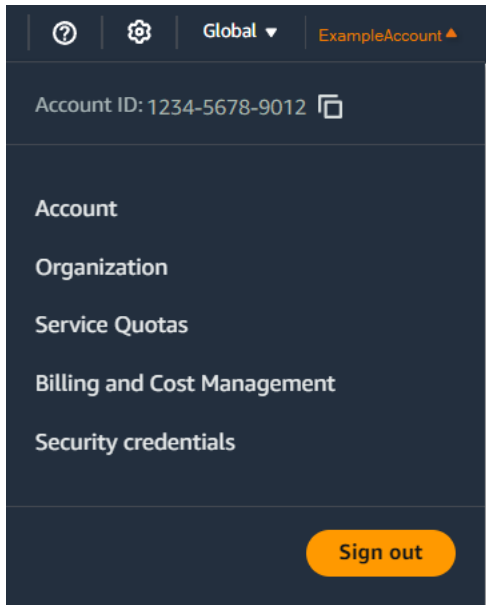 Global ExampleAccount
Account ID: 1234-5678-9012
Account
Organization
Service Quotas
Billing and Cost Management
Security credentials
Sign out